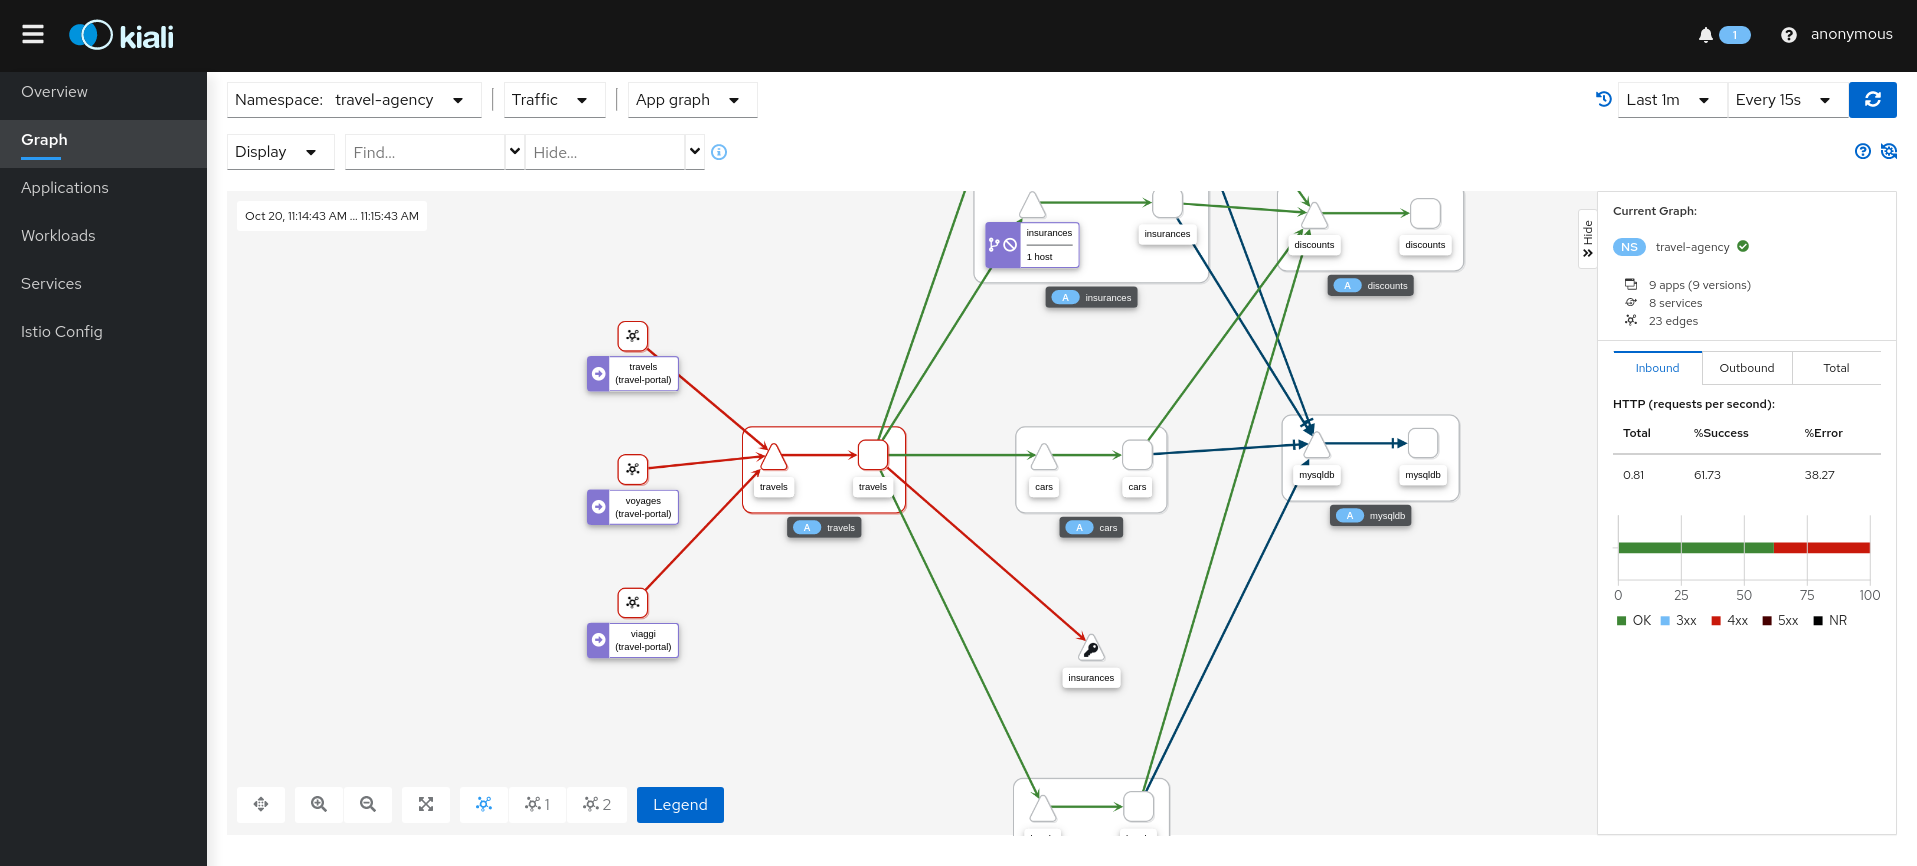 kiali
1
anonymous
Overview
Graph
Applications
Workloads
Services
Istio Config
Namespace: travel-agency
Traffic
App graph
Last 1m
Every 15s
Display
Find...
Hide...
Oct 20, 11:14:43 AM ... 11:15:43 AM
insurances
1 host
insurances
A insurances
discounts
discounts
A discounts
travels
(travel-portal)
voyages
(travel-portal)
viaggi
(travel-portal)
travels
travels
A travels
cars
cars
A cars
mysqldb
mysqldb
A mysqldb
insurances
1
2
Legend
Hide
Current Graph:
NS travel-agency
9 apps (9 versions)
8 services
23 edges
Inbound
Outbound
Total
HTTP (requests per second):
Total %Success %Error
0.81 61.73 38.27
0 25 50 75 100
OK 3xx 4xx 5xx NR